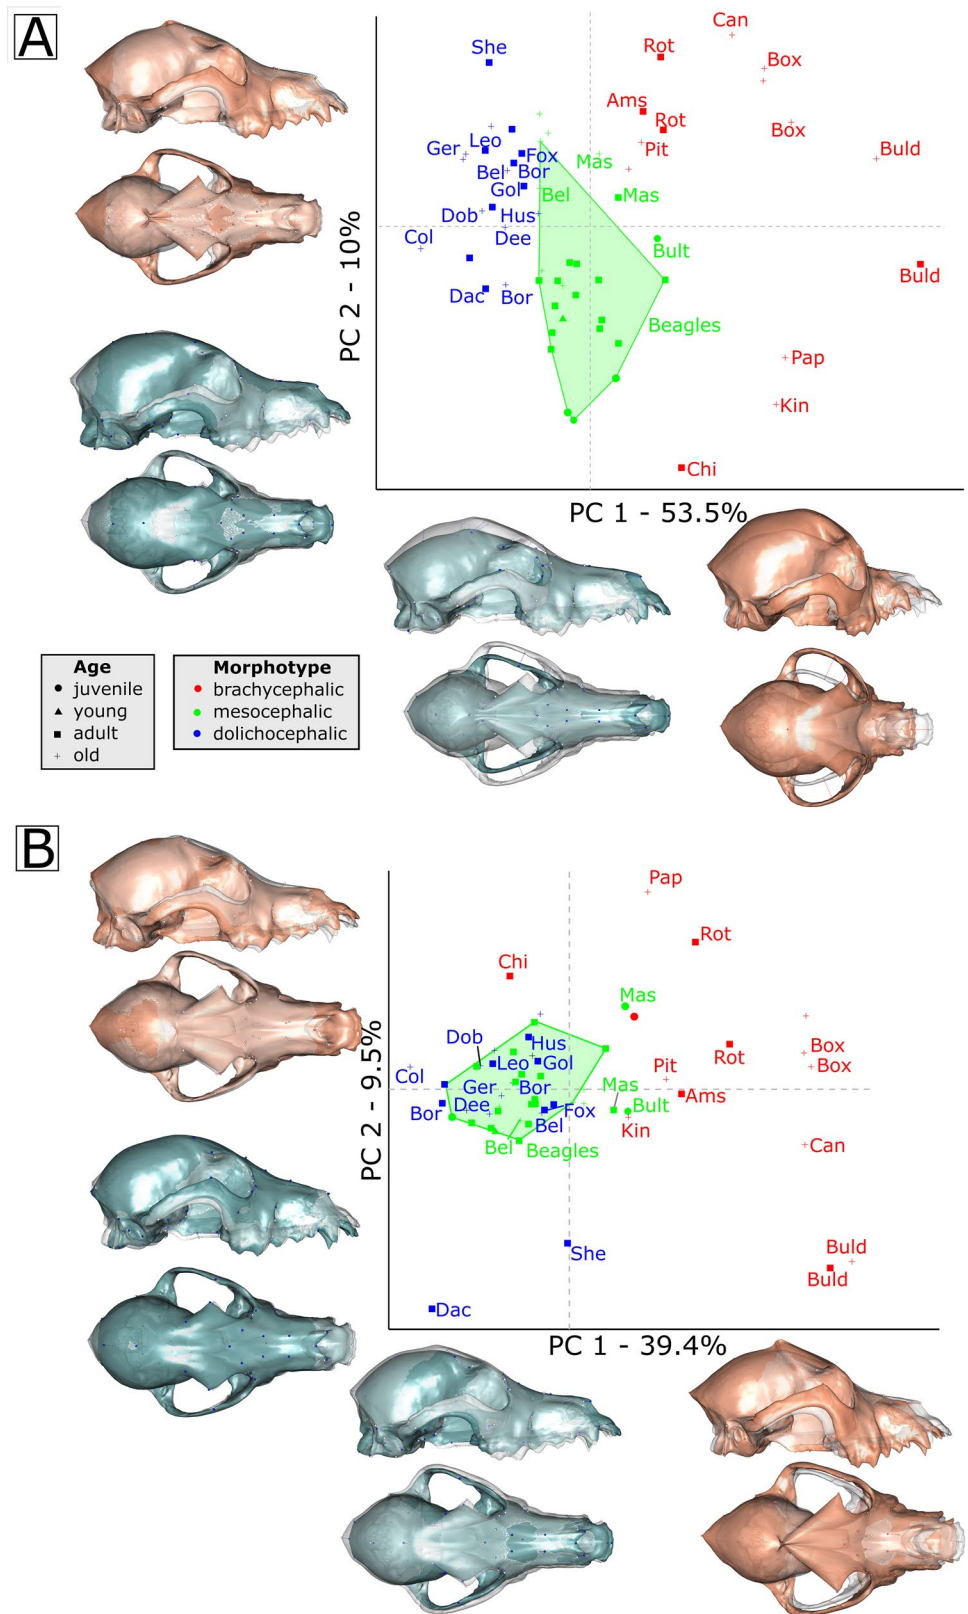 A
Can
She
Rot
Box
Ams
Rot
Box
Leo
Ger
Fox
Mas
Pit
Buld
Bel
Bor
Gol
Bel
Mas
Dob
Hus
Col
Dee
Bult
Buld
Dac
Bor
Beagles
Pap
Kin
Chi
PC 2 - 10%
PC 1 - 53.5%
Age
juvenile
young
adult
old
Morphotype
brachycephalic
mesocephalic
dolichocephalic
B
Pap
Rot
Chi
Mas
Dob
Hus
Box
Rot
Leo
Gol
Pit
Box
Col
Ger
Bor
Mas
Ams
Bor
Dee
Fox
Bult
Bel
Kin
Can
Bel
Beagles
She
Buld
Buld
Dac
PC 2 - 9.5%
PC 1 - 39.4%